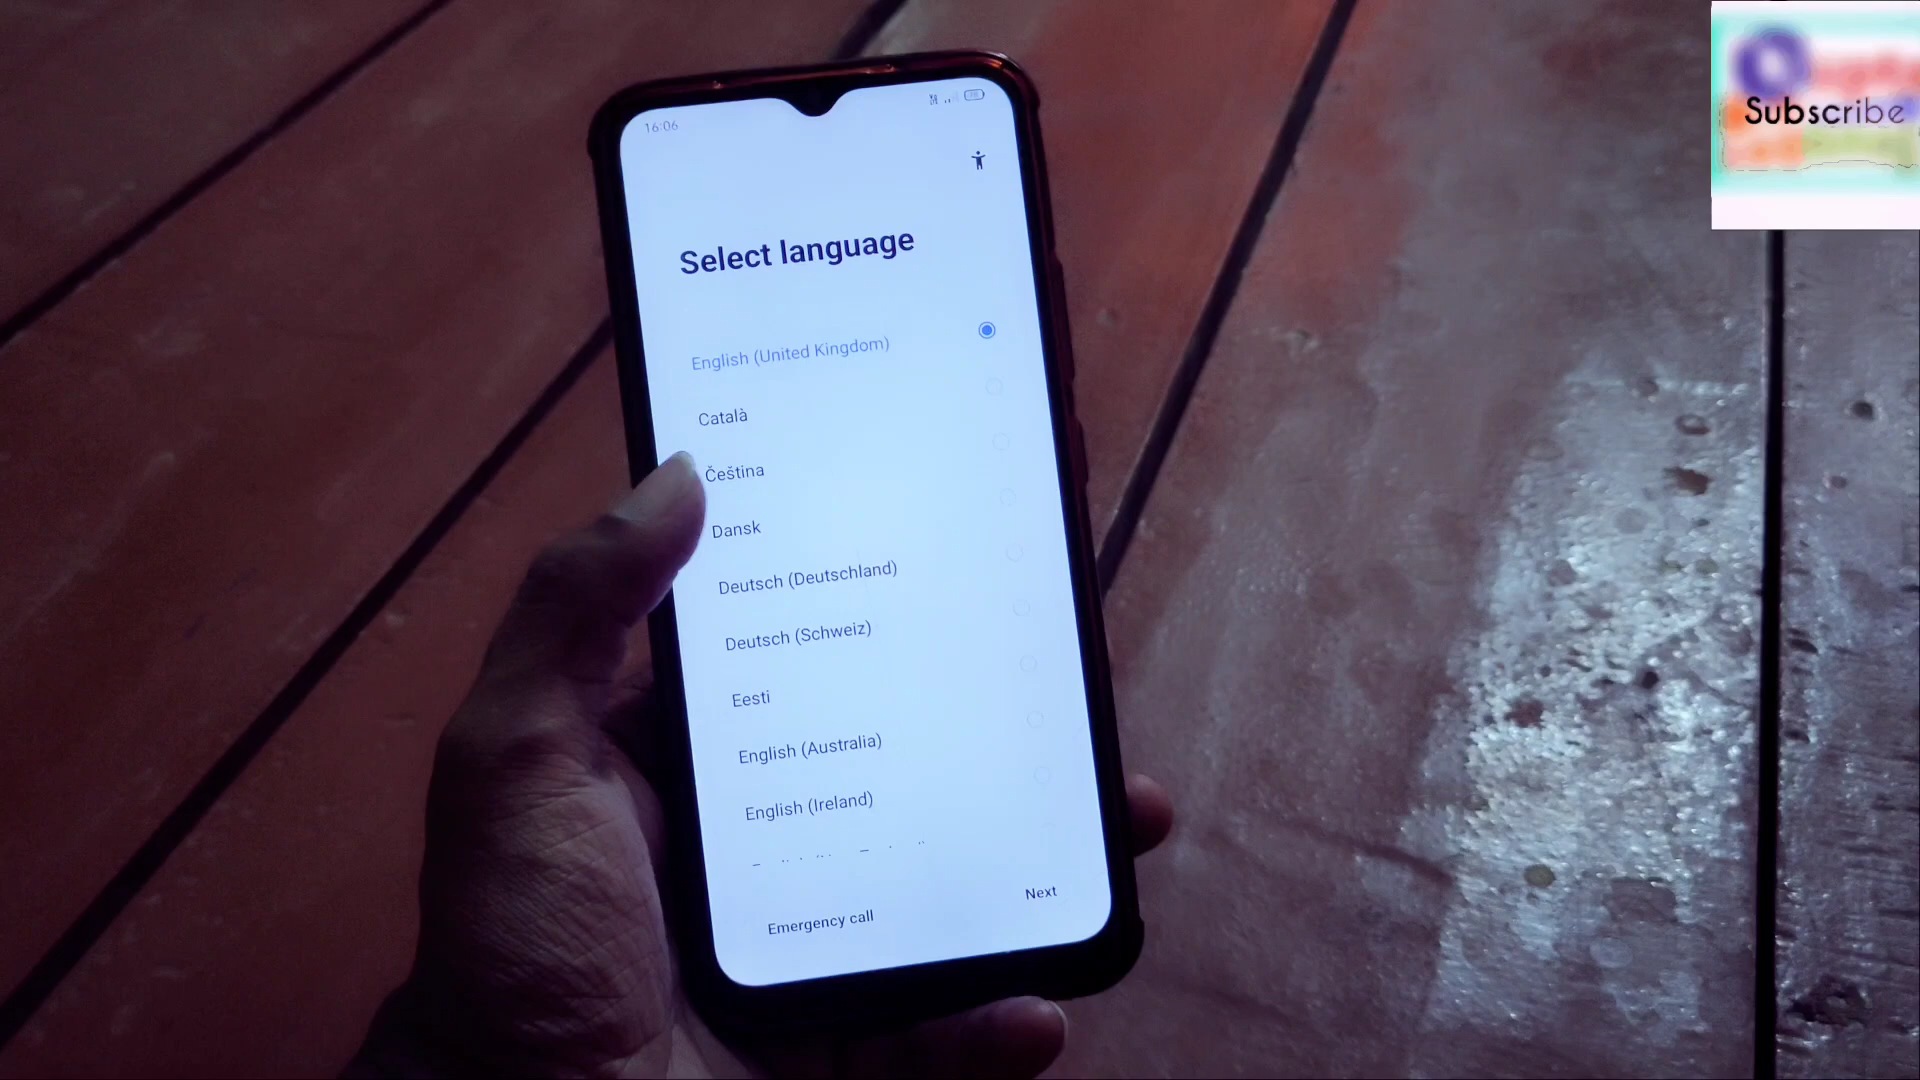 Subscribe
16:06
Select language
English (United Kingdom)
Català
Čeština
Dansk
Deutsch (Deutschland)
Deutsch (Schweiz)
Eesti
English (Australia)
English (Ireland)
Emergency call
Next